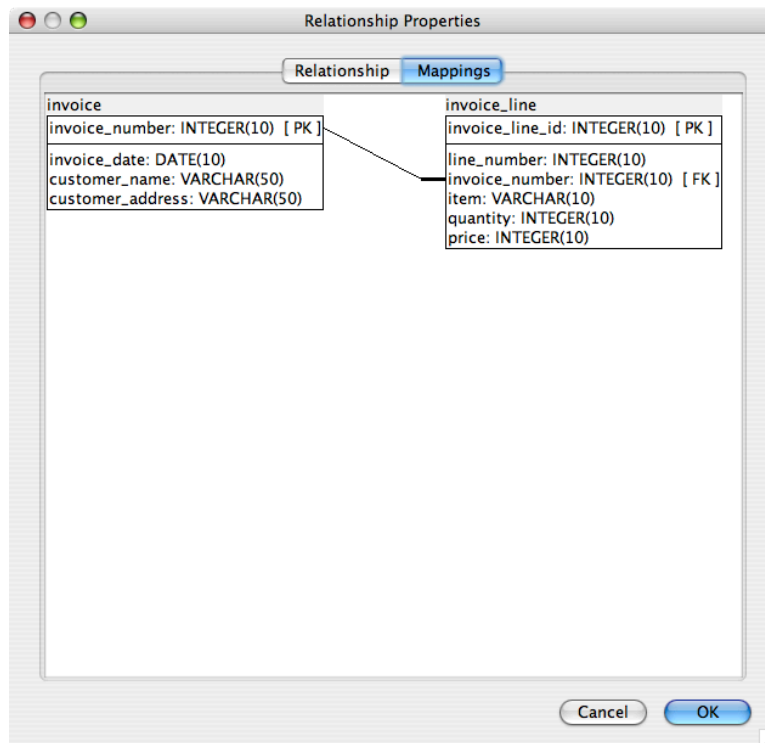 Relationship Properties
Relationship Mappings
invoice
invoice_number: INTEGER(10) [ PK ]
invoice_date: DATE(10)
customer_name: VARCHAR(50)
customer_address: VARCHAR(50)
invoice_line
invoice_line_id: INTEGER(10) [ PK ]
line_number: INTEGER(10)
invoice_number: INTEGER(10) [ FK ]
item: VARCHAR(10)
quantity: INTEGER(10)
price: INTEGER(10)
Cancel OK